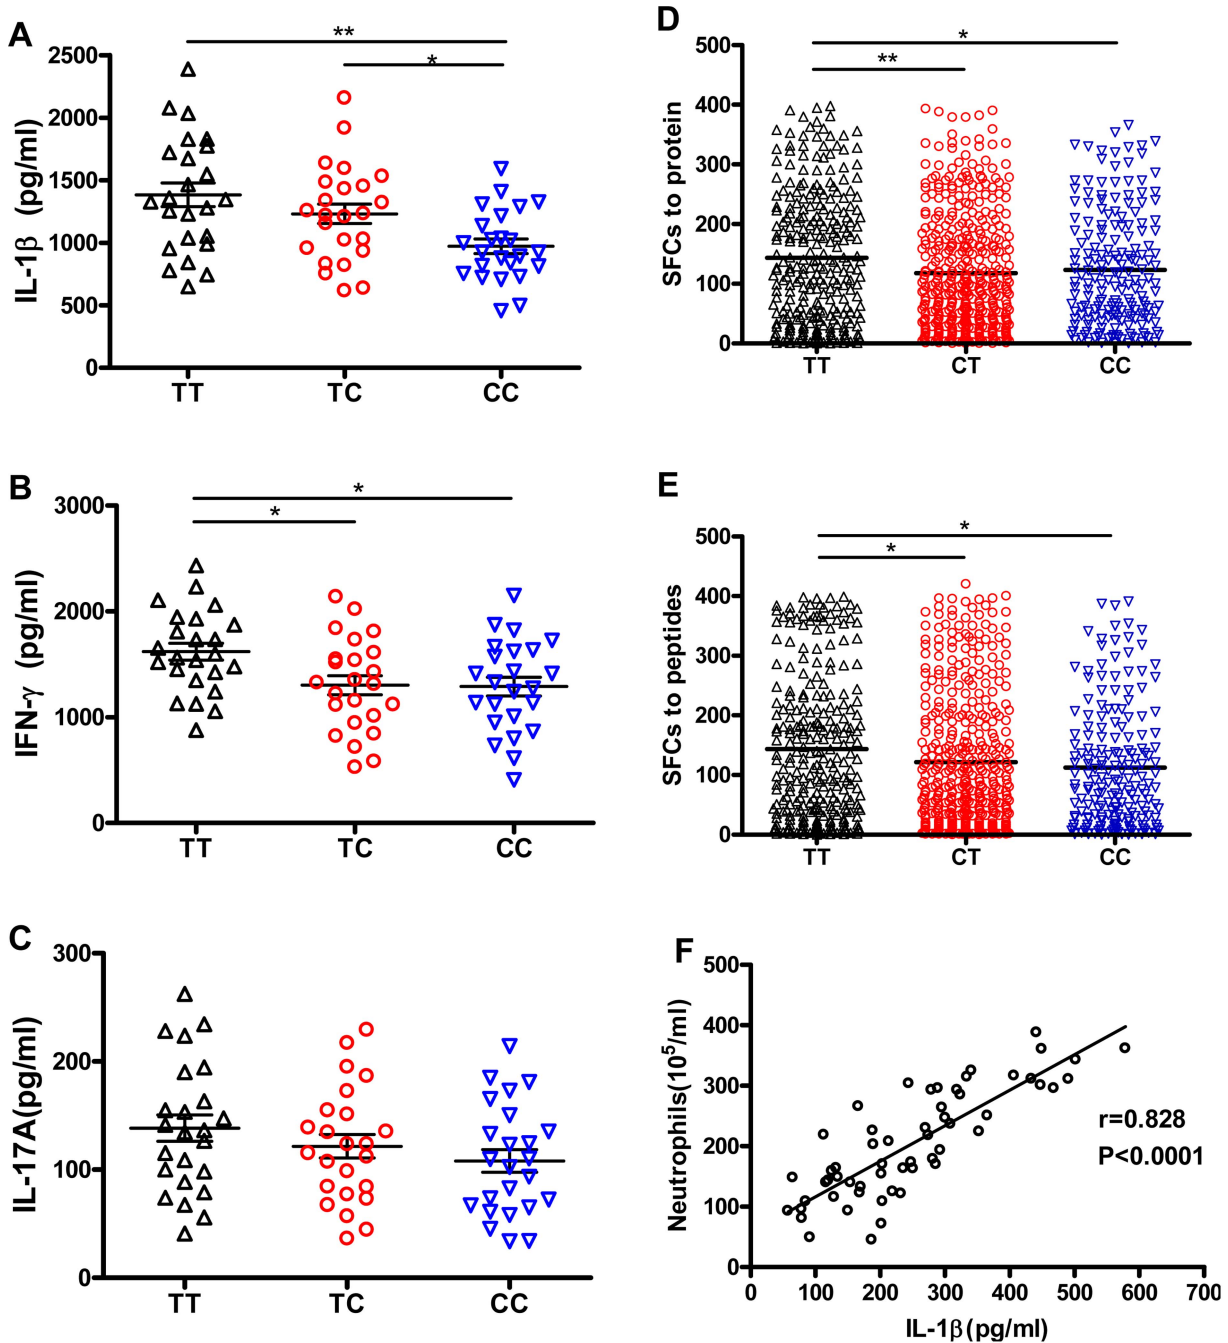 A
IL-1β (pg/ml)
2500
2000
1500
1000
500
0
**
*
TT
TC
CC
B
IFN-γ (pg/ml)
3000
2000
1000
0
*
*
TT
TC
CC
C
IL-17A(pg/ml)
300
200
100
0
TT
TC
CC
D
SFCs to protein
500
400
300
200
100
0
*
**
TT
CT
CC
E
SFCs to peptides
500
400
300
200
100
0
*
*
TT
CT
CC
F
Neutrophils(10⁵/ml)
500
400
300
200
100
0
r=0.828
P<0.0001
0 100 200 300 400 500 600 700
IL-1β(pg/ml)